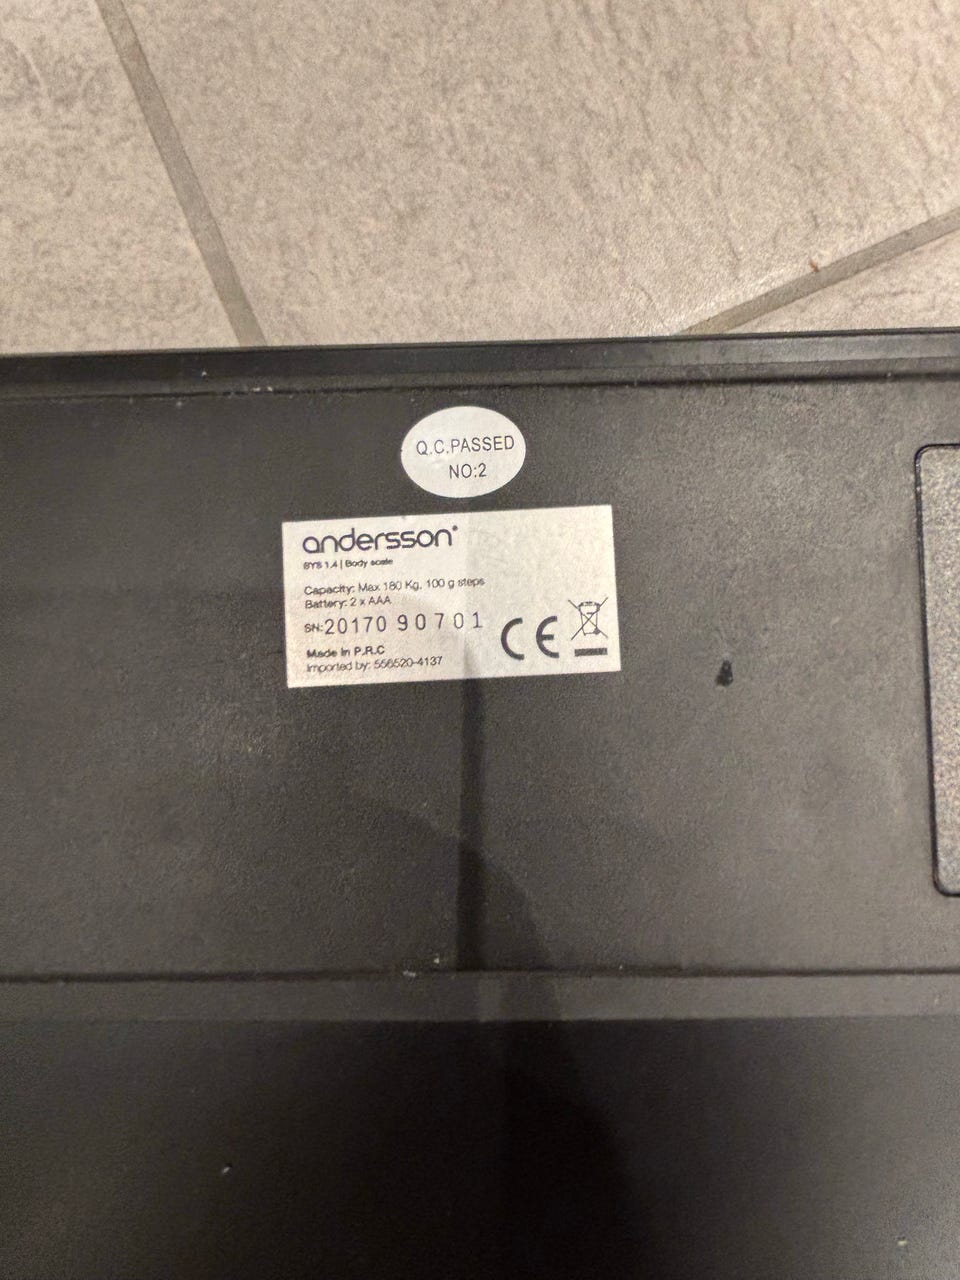 Q.C.PASSED
NO:2
andersson®
BYS 1.4 | Body scale
Capacity: Max 180 Kg, 100 g steps
Battery: 2 x AAA
SN:20170 90701
Made in P.R.C
Imported by: 556520-4137
CE